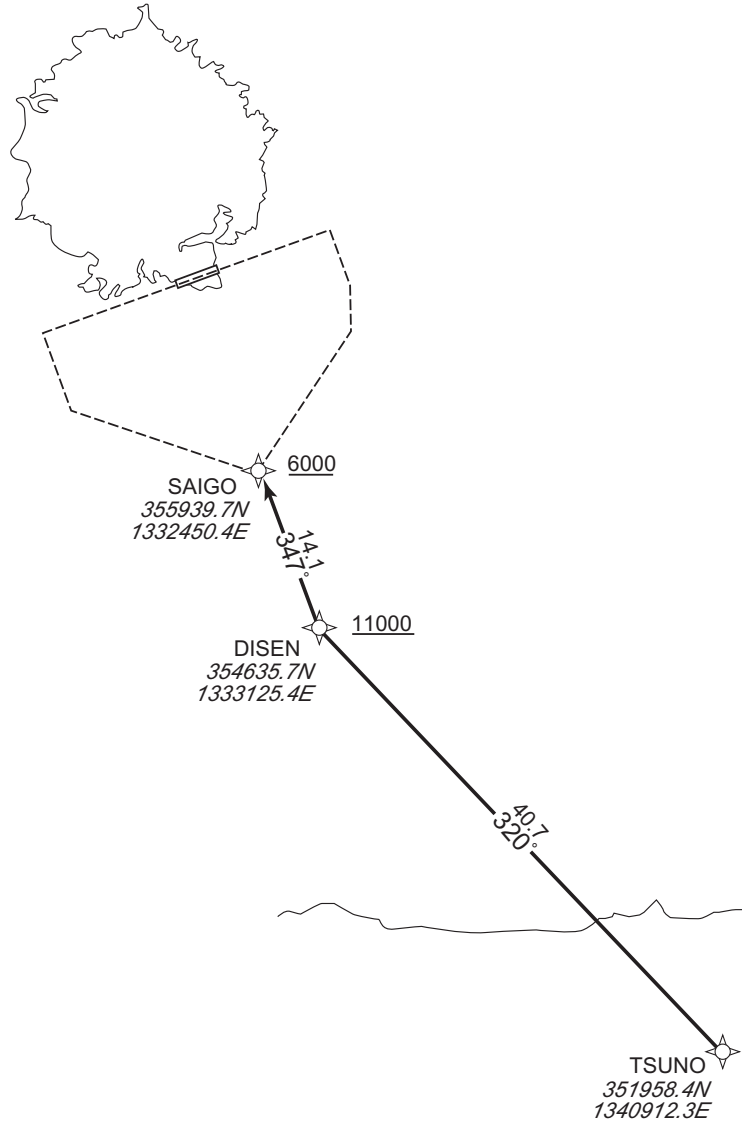 6000
SAIGO
355939.7N
1332450.4E
14.1
347°
11000
DISEN
354635.7N
1333125.4E
40.7
320°
TSUNO
351958.4N
1340912.3E